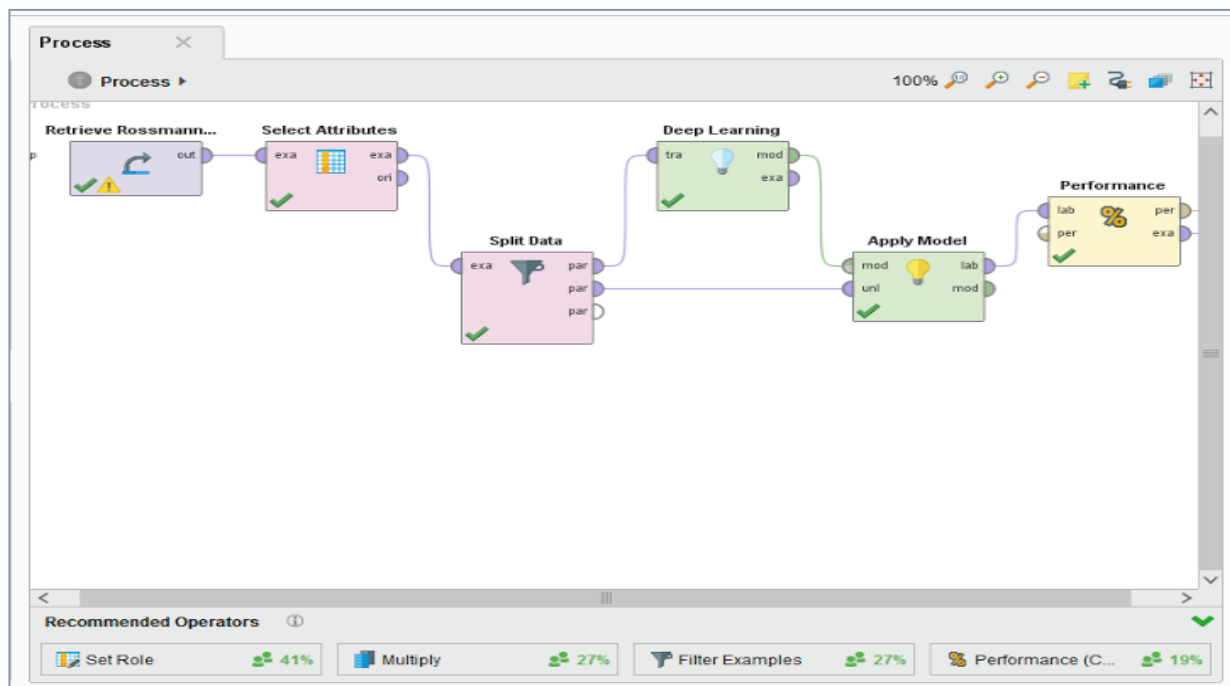 Process
Process
100%
rocess
Retrieve Rossmann...
out
p
Select Attributes
exa exa
ori
Split Data
exa par
par
par
Deep Learning
tra mod
exa
Apply Model
mod lab
unl mod
Performance
lab per
per exa
Recommended Operators
Set Role 41%
Multiply 27%
Filter Examples 27%
Performance (C... 19%